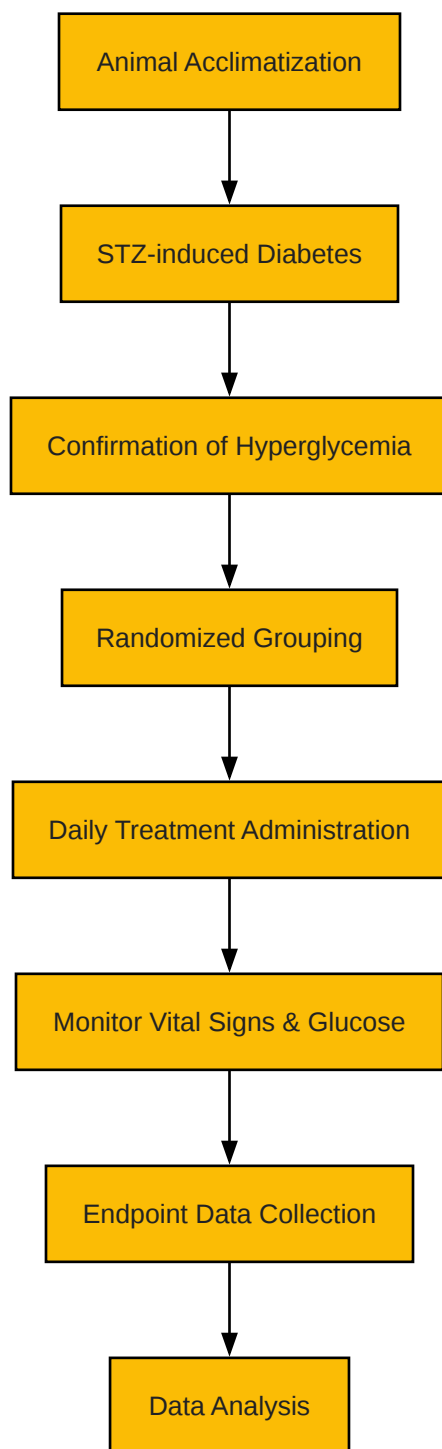 Animal Acclimatization
STZ-induced Diabetes
Confirmation of Hyperglycemia
Randomized Grouping
Daily Treatment Administration
Monitor Vital Signs & Glucose
Endpoint Data Collection
Data Analysis